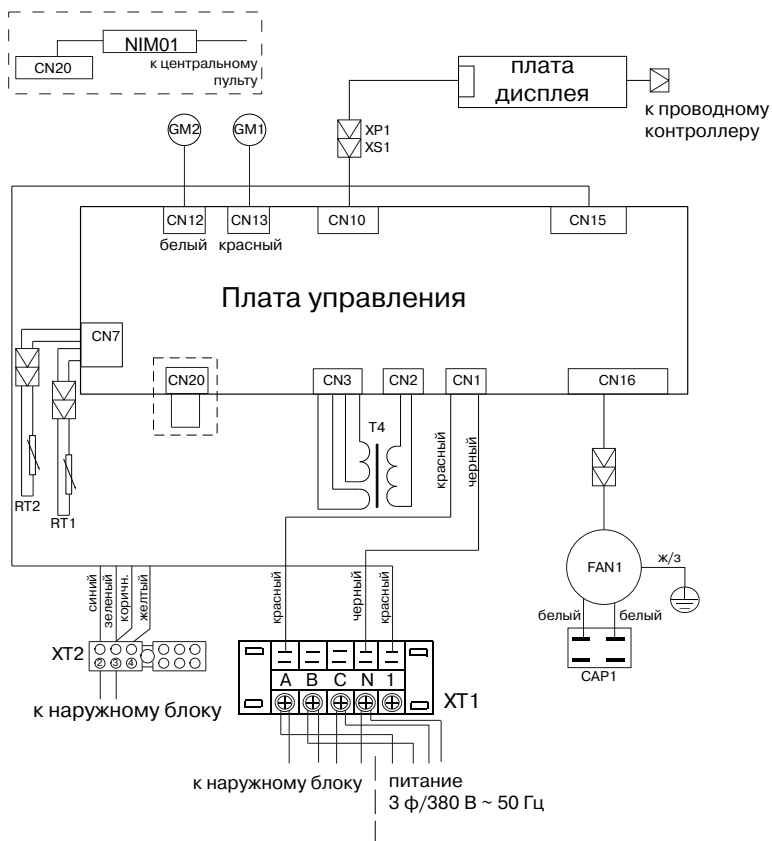 NIM01
CN20
к центральному
пульту
плата
дисплея
к проводному
контроллеру
GM2
GM1
XP1
XS1
CN12
CN13
CN10
CN15
белый
красный
Плата управления
CN7
CN20
CN3
CN2
CN1
CN16
T4
красный
черный
RT2
RT1
FAN1
ж/з
белый
белый
CAP1
синий
зеленый
коричн.
желтый
красный
черный
красный
XT2
2 3 4
A B C N 1
XT1
к наружному блоку
к наружному блоку
питание
3 ф/380 В ~ 50 Гц